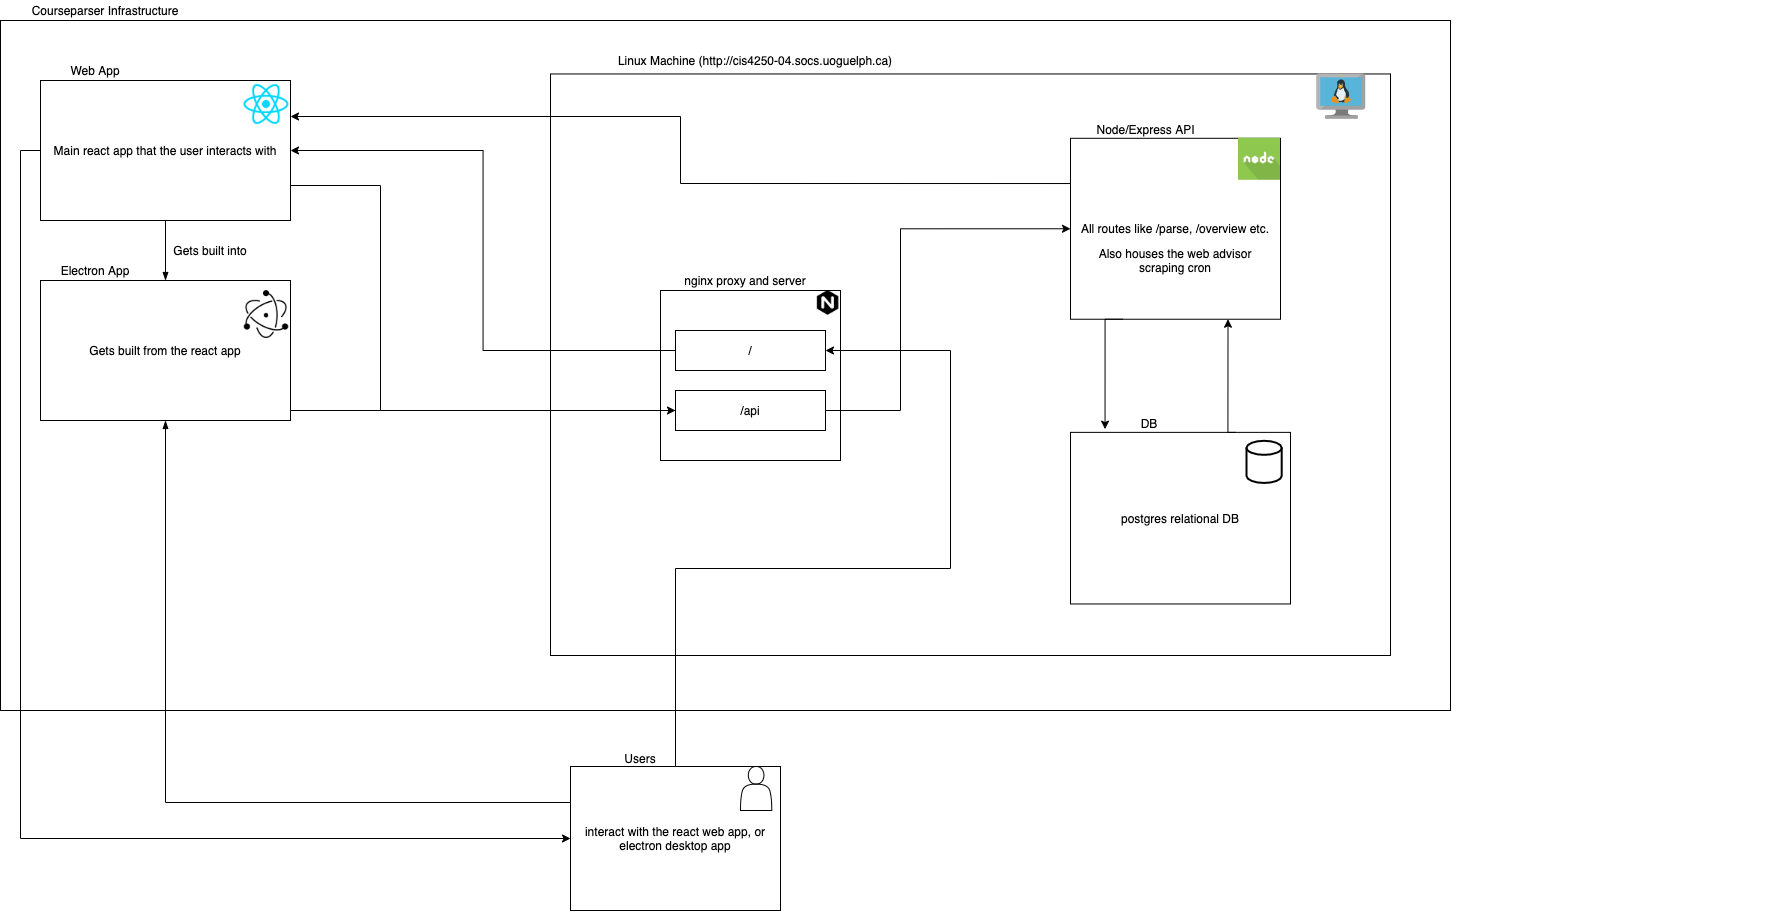 Courseparser Infrastructure
Linux Machine (http://cis4250-04.socs.uoguelph.ca)
Web App
Main react app that the user interacts with
Gets built into
Electron App
Gets built from the react app
nginx proxy and server
N
/
/api
Node/Express API
node
All routes like /parse, /overview etc.
Also houses the web advisor
scraping cron
DB
postgres relational DB
Users
interact with the react web app, or
electron desktop app